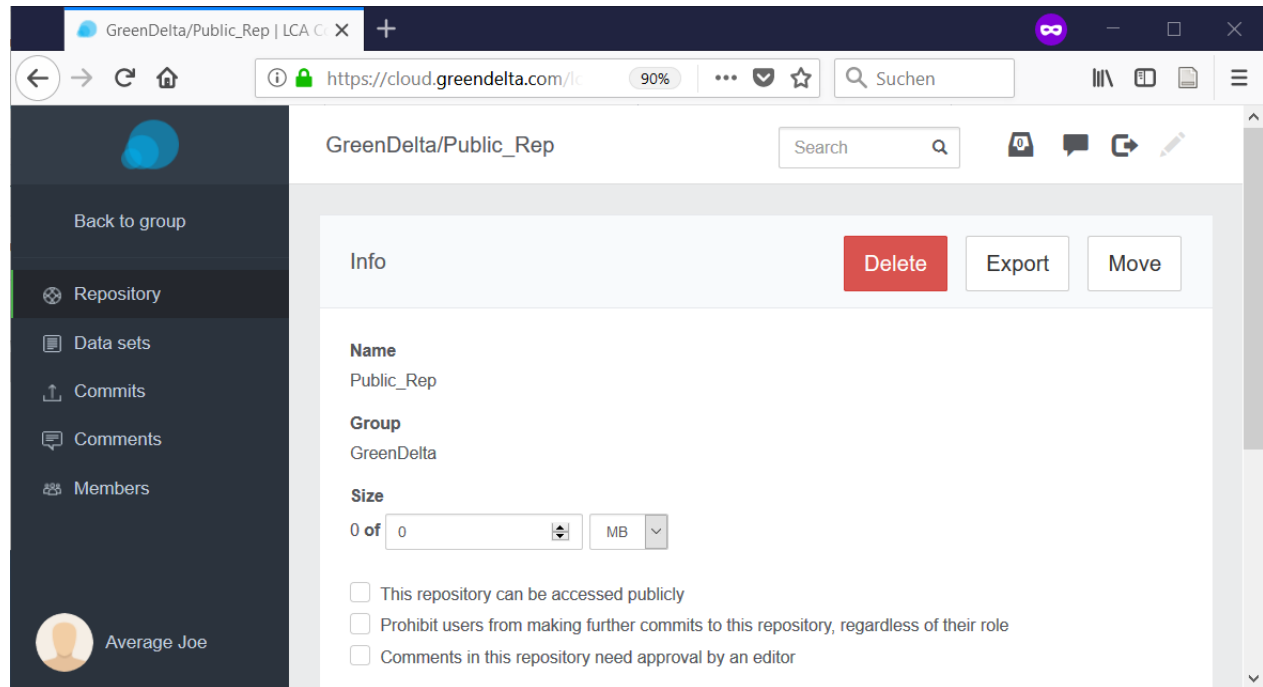 GreenDelta/Public_Rep | LCA C
https://cloud.greendelta.com/lc 90% Suchen
GreenDelta/Public_Rep Search 0
Back to group
Info Delete Export Move
Repository
Data sets
Name
Public_Rep
Commits
Group
Comments
GreenDelta
Members
Size
0 of 0 MB
This repository can be accessed publicly
Prohibit users from making further commits to this repository, regardless of their role
Average Joe
Comments in this repository need approval by an editor